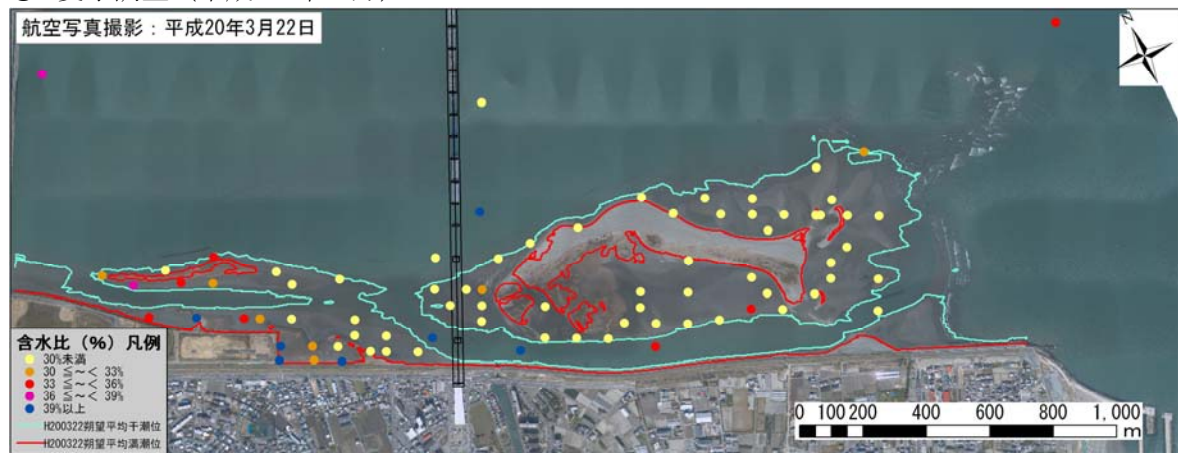 航空写真撮影：平成20年3月22日
N
含水比（%）凡例
30%未満
30 ≦～< 33%
33 ≦～< 36%
36 ≦～< 39%
39%以上
H200322朔望平均干潮位
H200322朔望平均満潮位
0 100 200 400 600 800 1,000
m